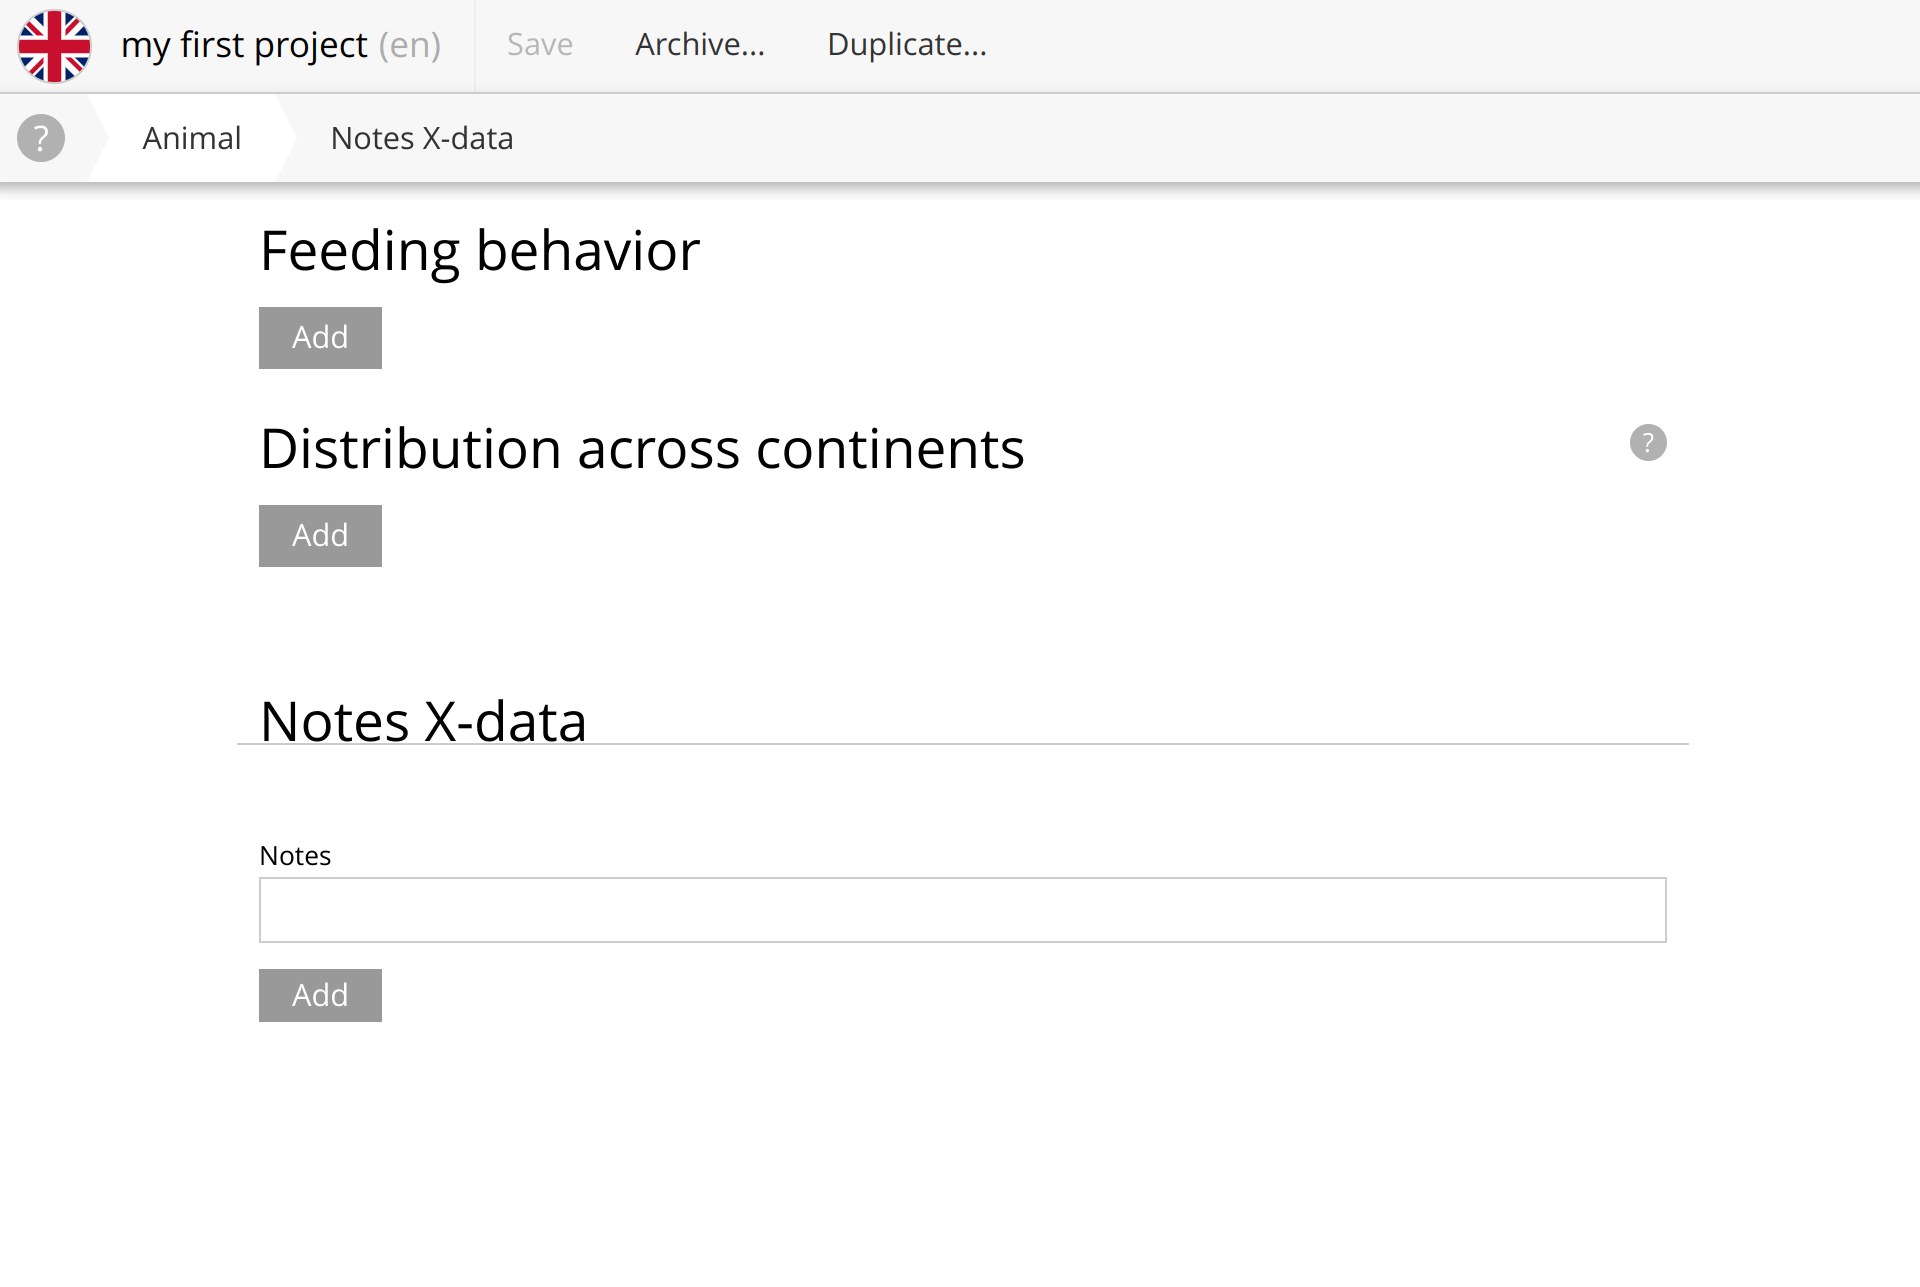 my first project (en)
Save
Archive...
Duplicate...
?
Animal
Notes X-data
Feeding behavior
Add
Distribution across continents
?
Add
Notes X-data
Notes
Add